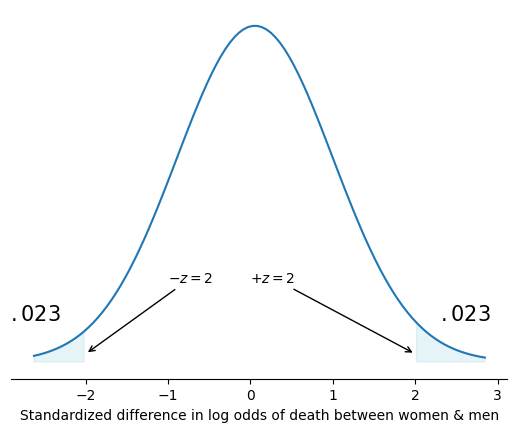 −z = 2
+z = 2
.023
.023
−2
−1
0
1
2
3
Standardized difference in log odds of death between women & men